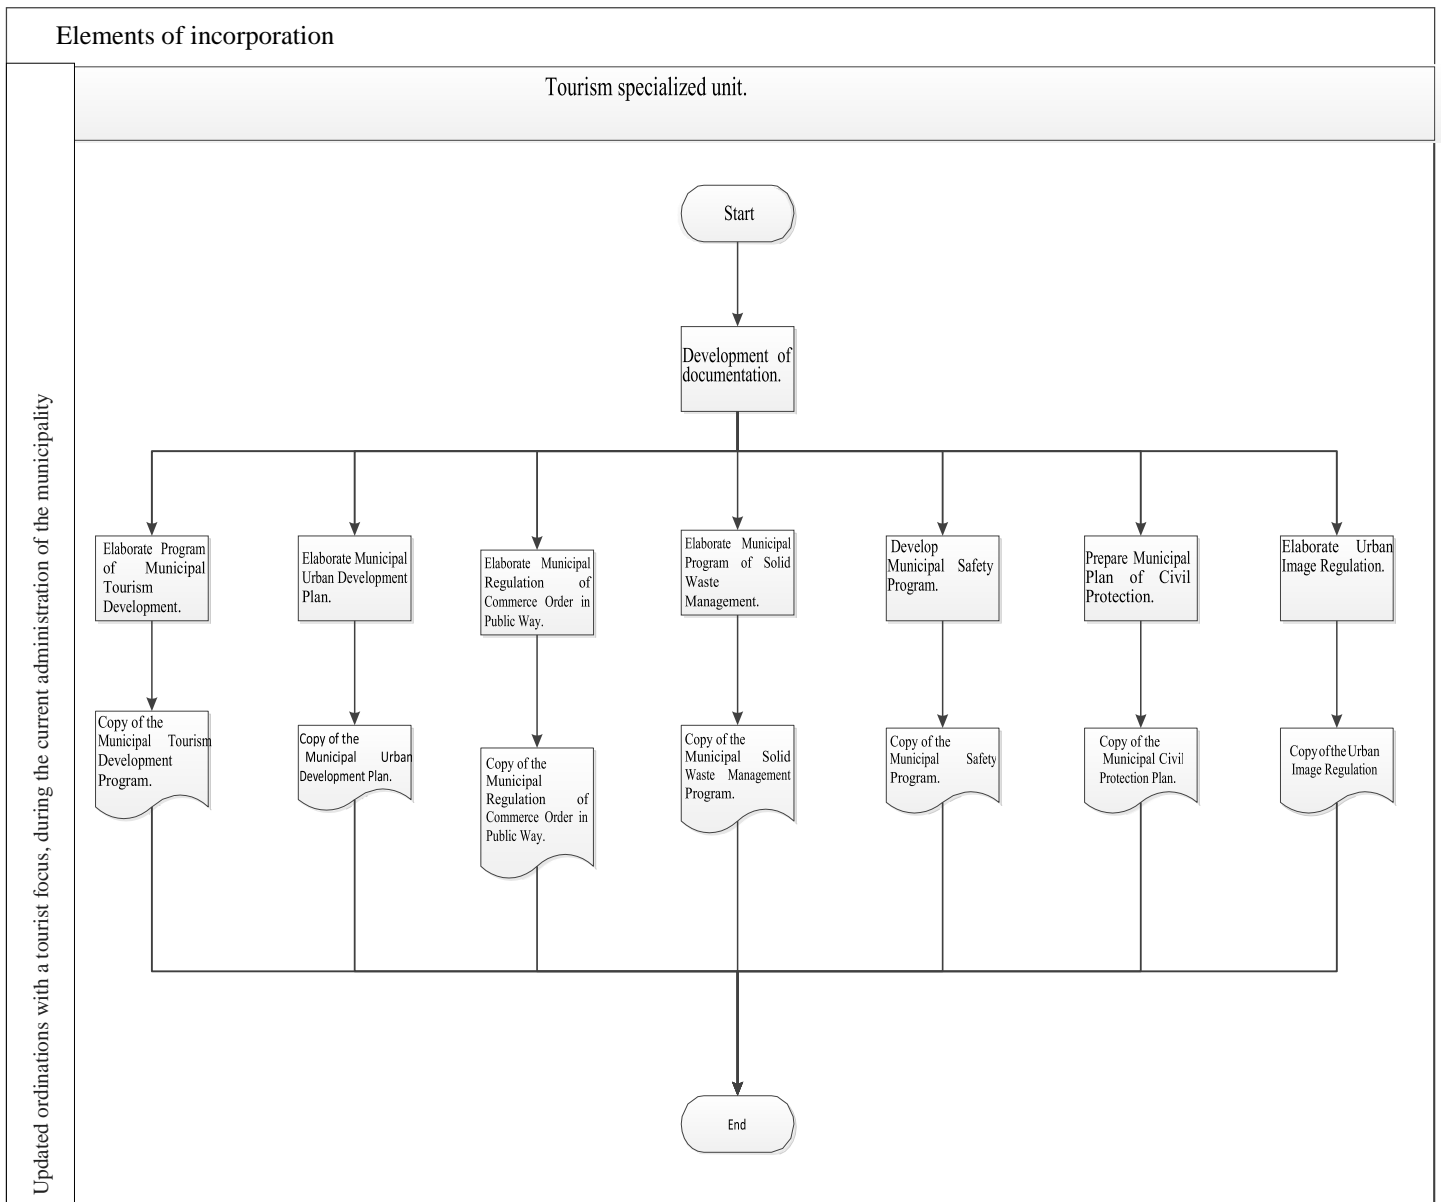 Elements of incorporation
Tourism specialized unit.
Updated ordinations with a tourist focus, during the current administration of the municipality
Start
Development of
documentation.
Elaborate Program
of Municipal
Tourism
Development.
Elaborate Municipal
Urban Development
Plan.
Elaborate Municipal
Regulation of
Commerce Order in
Public Way.
Elaborate Municipal
Program of Solid
Waste
Management.
Develop
Municipal Safety
Program.
Prepare Municipal
Plan of Civil
Protection.
Elaborate Urban
Image Regulation.
Copy of the
Municipal Tourism
Development
Program.
Copy of the
Municipal Urban
Development Plan.
Copy of the
Municipal
Regulation of
Commerce Order in
Public Way.
Copy of the
Municipal Solid
Waste Management
Program.
Copy of the
Municipal Safety
Program.
Copy of the
Municipal Civil
Protection Plan.
Copy of the Urban
Image Regulation
End